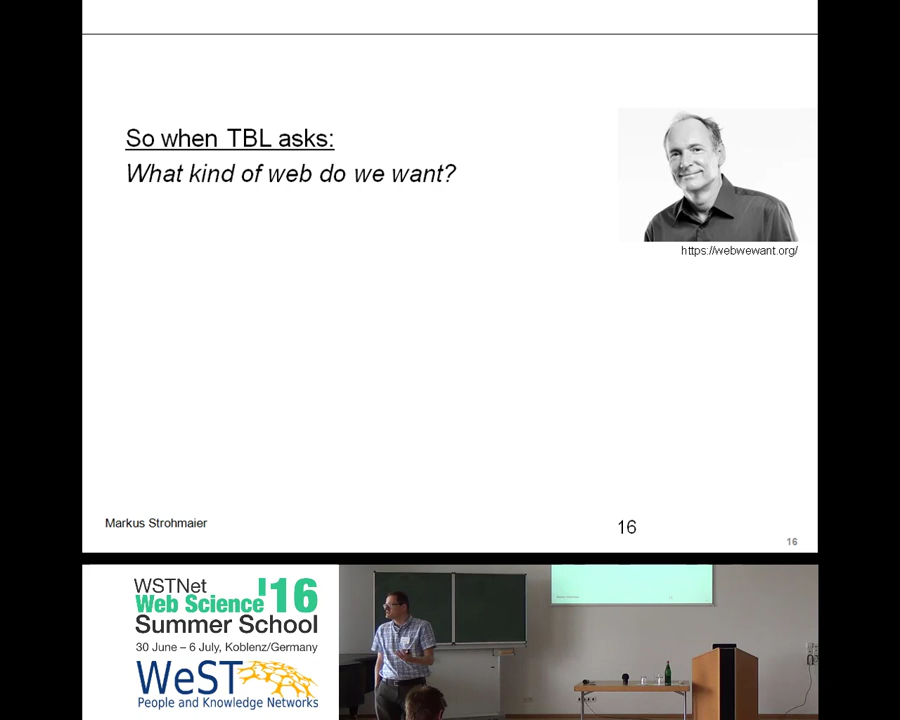 So when TBL asks:
What kind of web do we want?
https://webwewant.org/
Markus Strohmaier
16
16
WSTNet
Web Science '16
Summer School
30 June – 6 July, Koblenz/Germany
WeST
People and Knowledge Networks